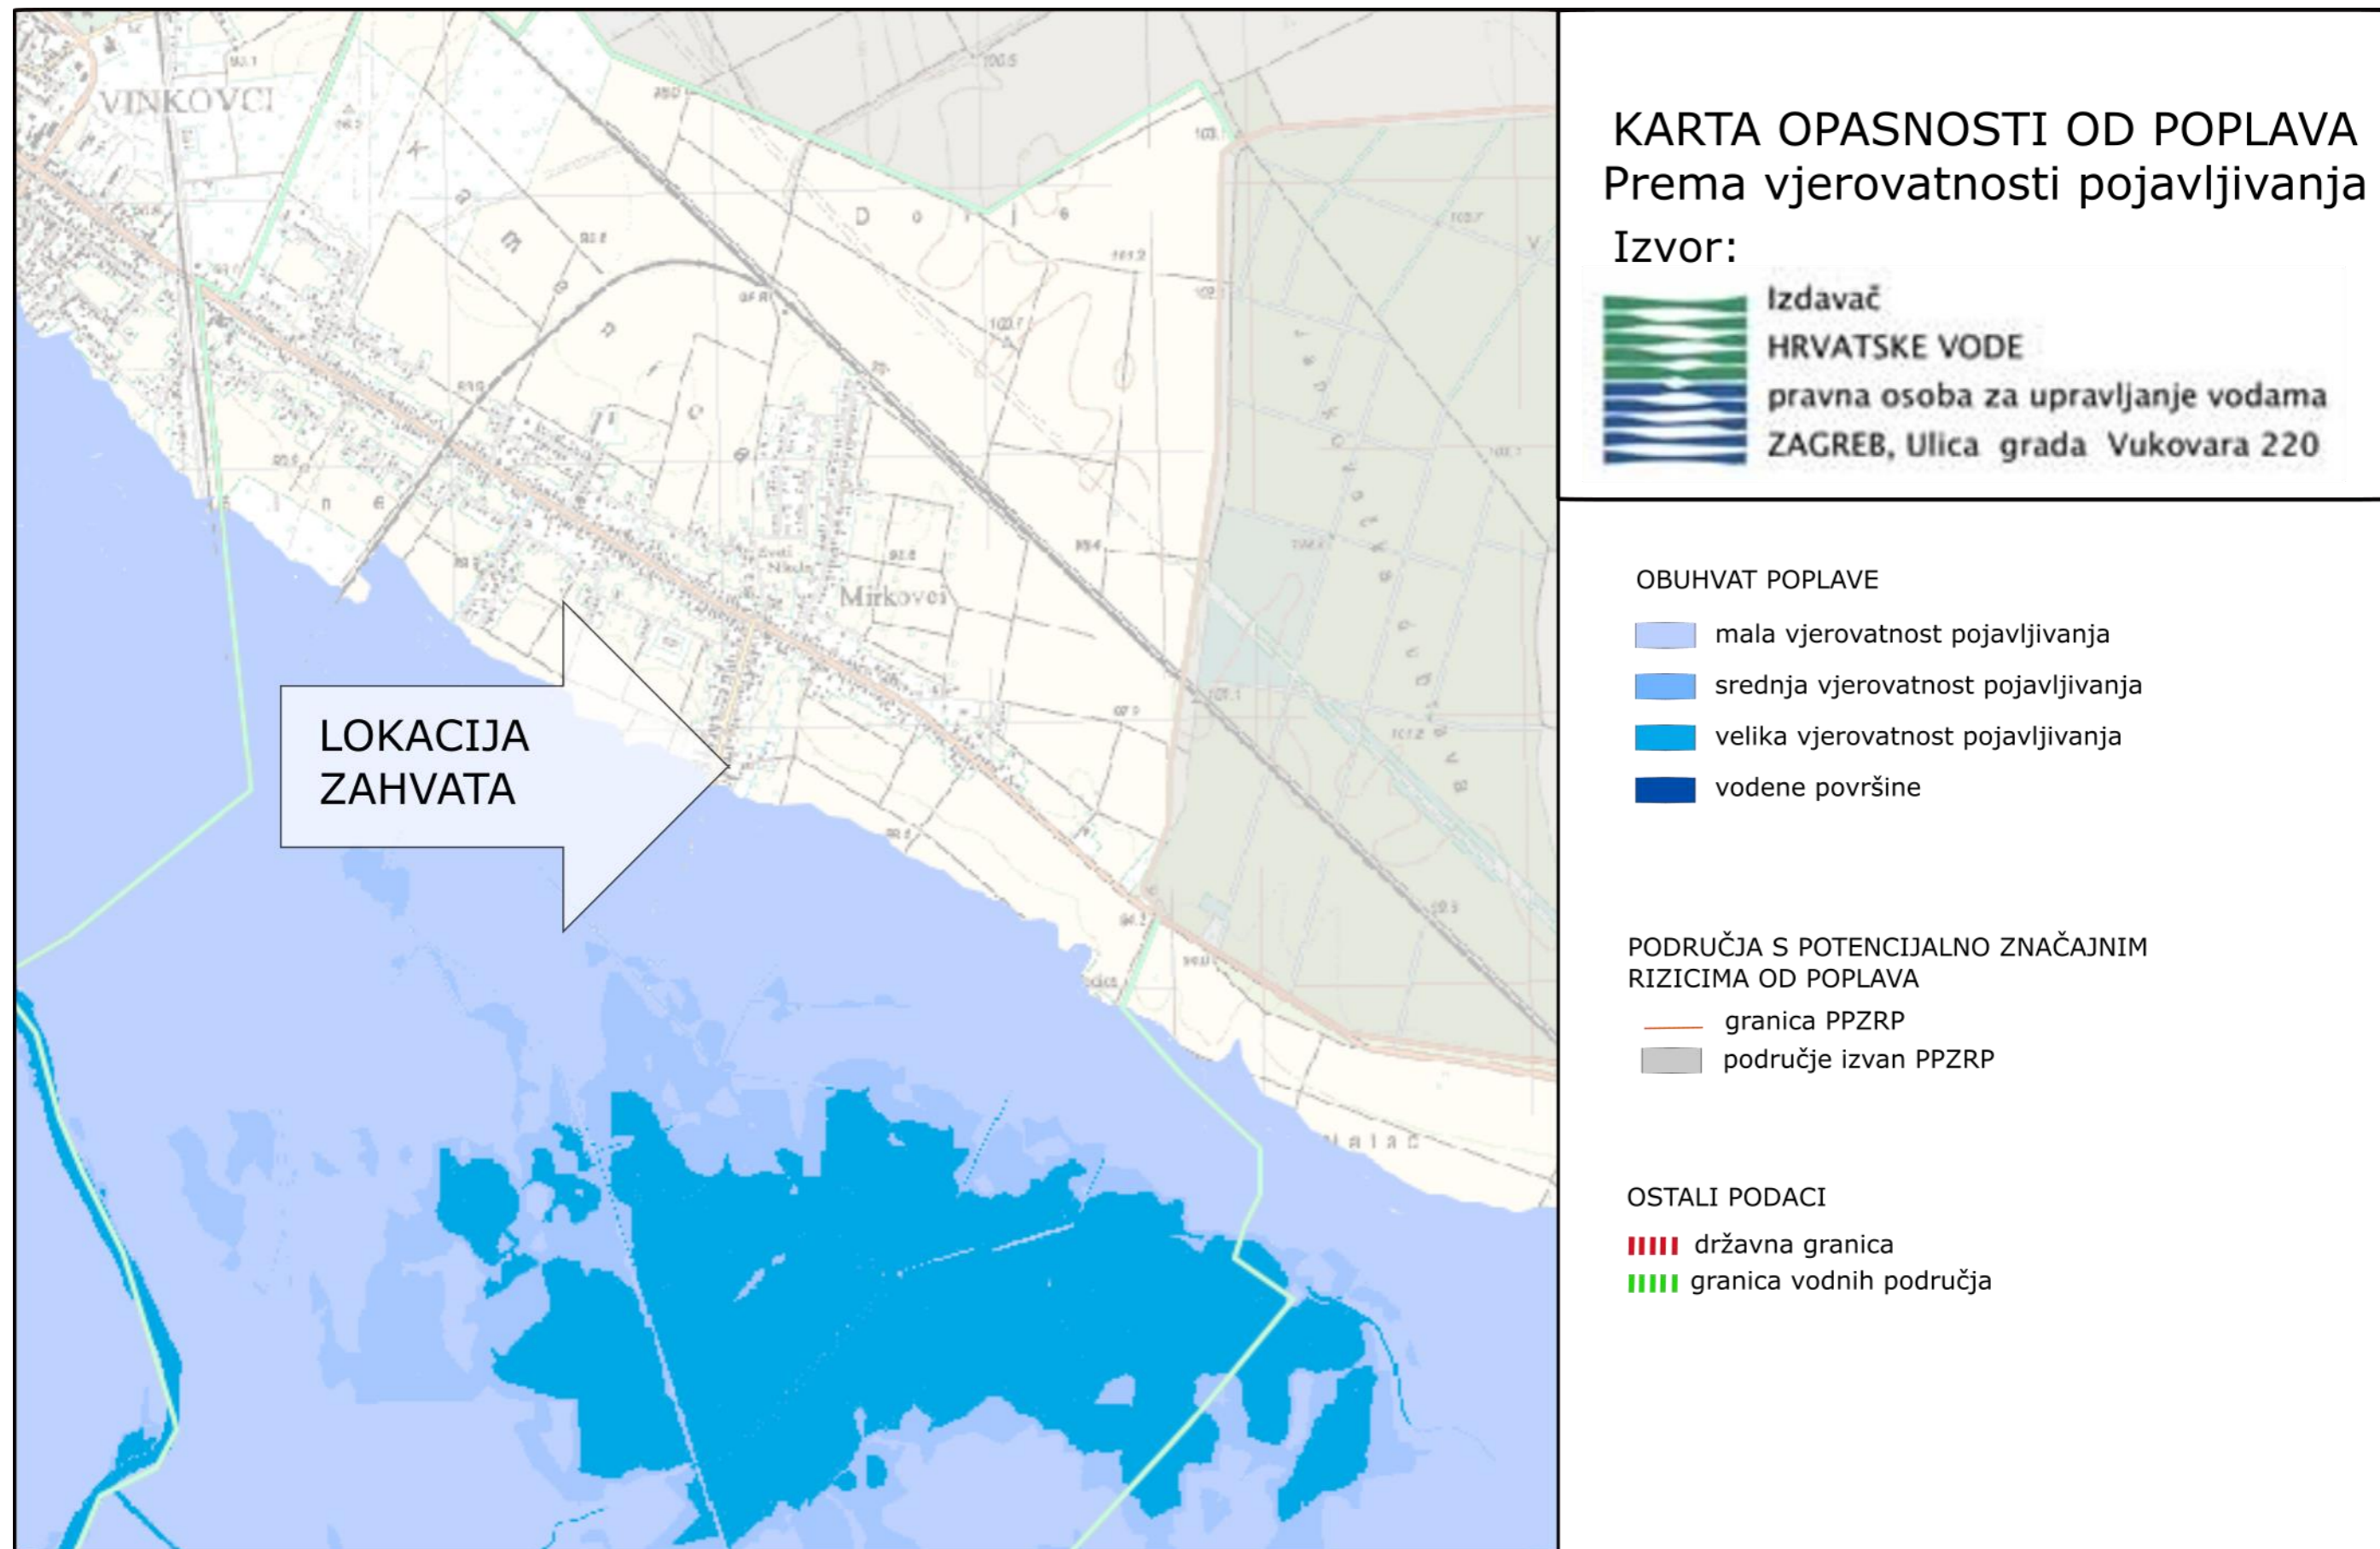 VINKOVCI
Mirkovci
LOKACIJA
ZAHVATA
KARTA OPASNOSTI OD POPLAVA
Prema vjerovatnosti pojavljivanja
Izvor:
Izdavač
HRVATSKE VODE
pravna osoba za upravljanje vodama
ZAGREB, Ulica grada Vukovara 220
OBUHVAT POPLAVE
mala vjerovatnost pojavljivanja
srednja vjerovatnost pojavljivanja
velika vjerovatnost pojavljivanja
vodene površine
PODRUČJA S POTENCIJALNO ZNAČAJNIM
RIZICIMA OD POPLAVA
granica PPZRP
područje izvan PPZRP
OSTALI PODACI
državna granica
granica vodnih područja